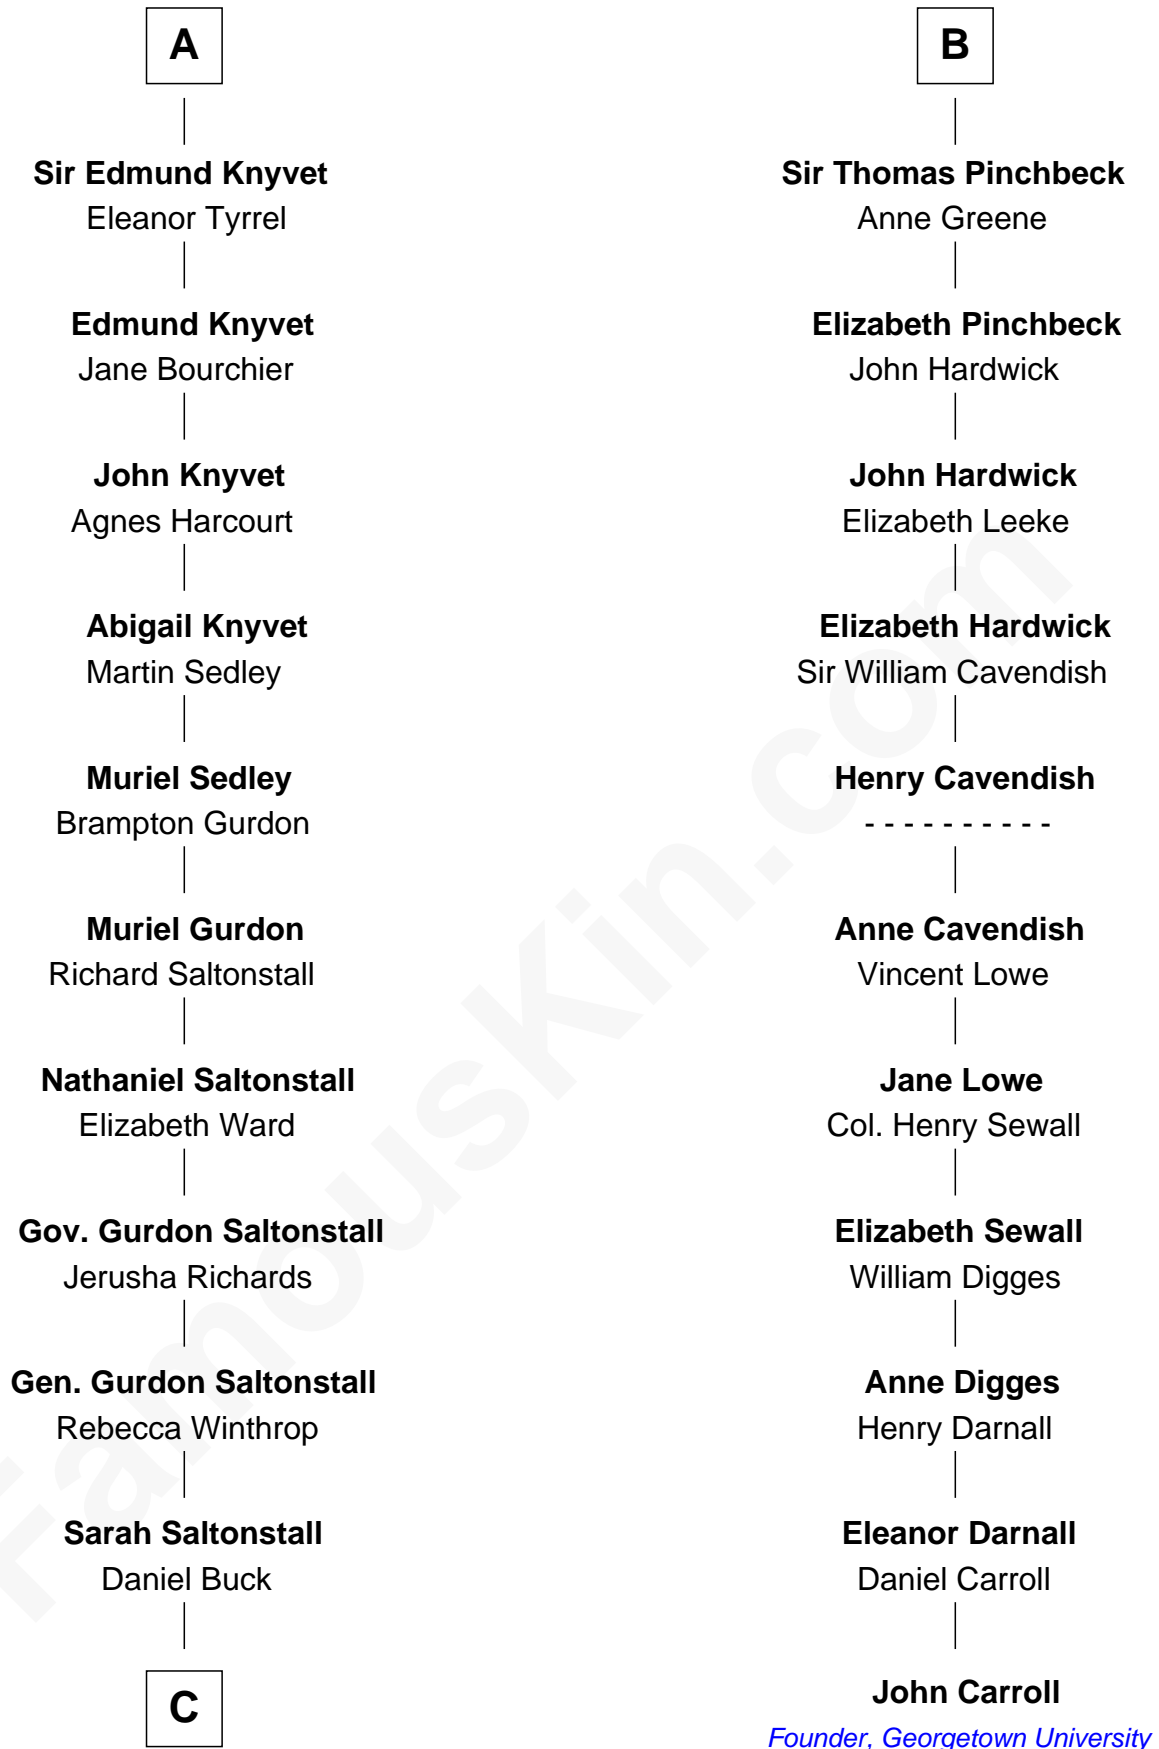 A
Sir Edmund Knyvet
Eleanor Tyrrel
Edmund Knyvet
Jane Bourchier
John Knyvet
Agnes Harcourt
Abigail Knyvet
Martin Sedley
Muriel Sedley
Brampton Gurdon
Muriel Gurdon
Richard Saltonstall
Nathaniel Saltonstall
Elizabeth Ward
Gov. Gurdon Saltonstall
Jerusha Richards
Gen. Gurdon Saltonstall
Rebecca Winthrop
Sarah Saltonstall
Daniel Buck
C
B
Sir Thomas Pinchbeck
Anne Greene
Elizabeth Pinchbeck
John Hardwick
John Hardwick
Elizabeth Leeke
Elizabeth Hardwick
Sir William Cavendish
Henry Cavendish
- - - - - - - - - -
Anne Cavendish
Vincent Lowe
Jane Lowe
Col. Henry Sewall
Elizabeth Sewall
William Digges
Anne Digges
Henry Darnall
Eleanor Darnall
Daniel Carroll
John Carroll
Founder, Georgetown University
FamousKin.com